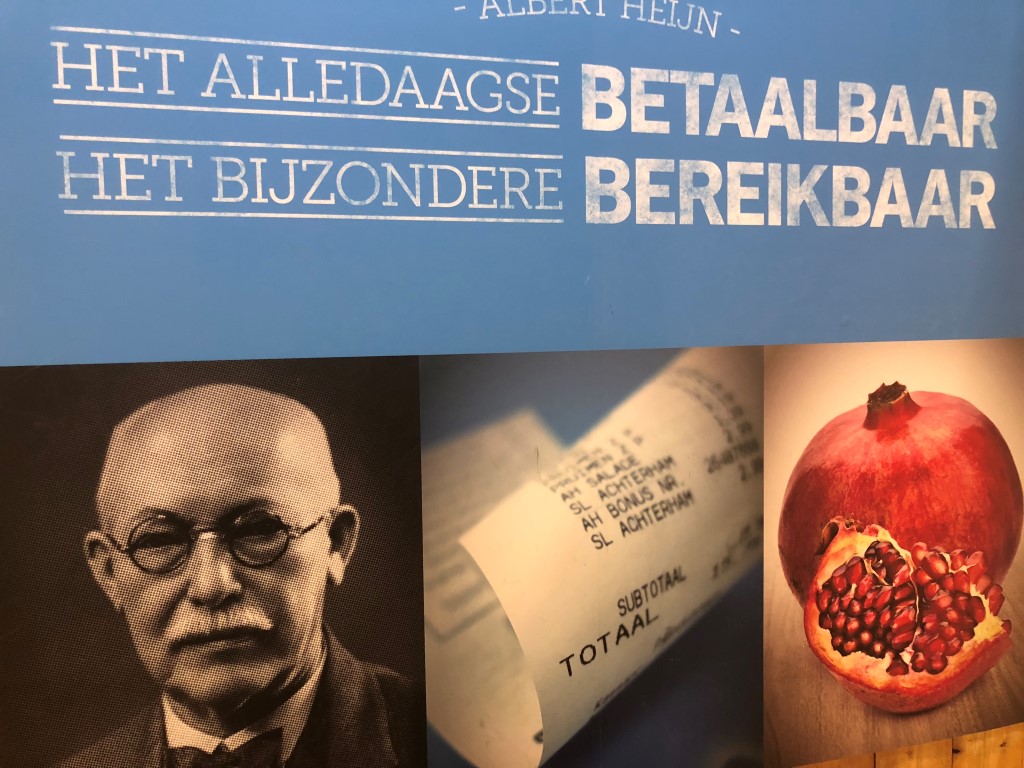 - ALBERT HEIJN -
HET ALLEDAAGSE BETAALBAAR
HET BIJZONDERE BEREIKBAAR
AH SALADE
SL ACHTERHAM
AH BONUS NR.
SL ACHTERHAM
SUBTOTAAL
TOTAAL